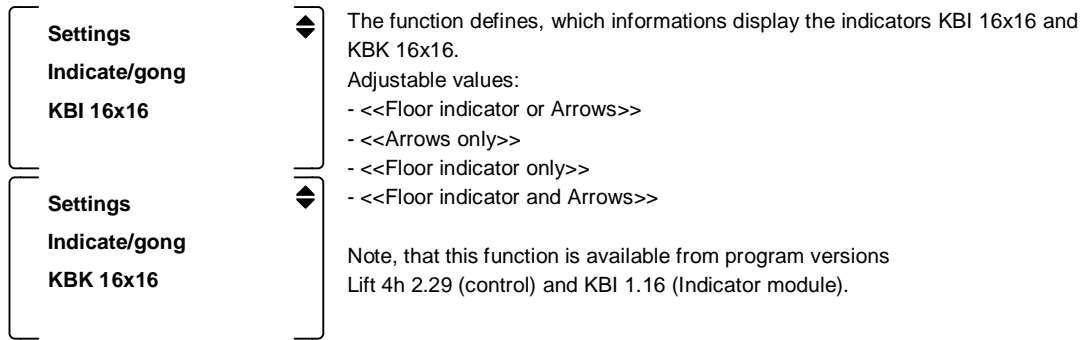 Settings
Indicate/gong
KBI 16x16
Settings
Indicate/gong
KBK 16x16
The function defines, which informations display the indicators KBI 16x16 and
KBK 16x16.
Adjustable values:
- <<Floor indicator or Arrows>>
- <<Arrows only>>
- <<Floor indicator only>>
- <<Floor indicator and Arrows>>
Note, that this function is available from program versions
Lift 4h 2.29 (control) and KBI 1.16 (Indicator module).